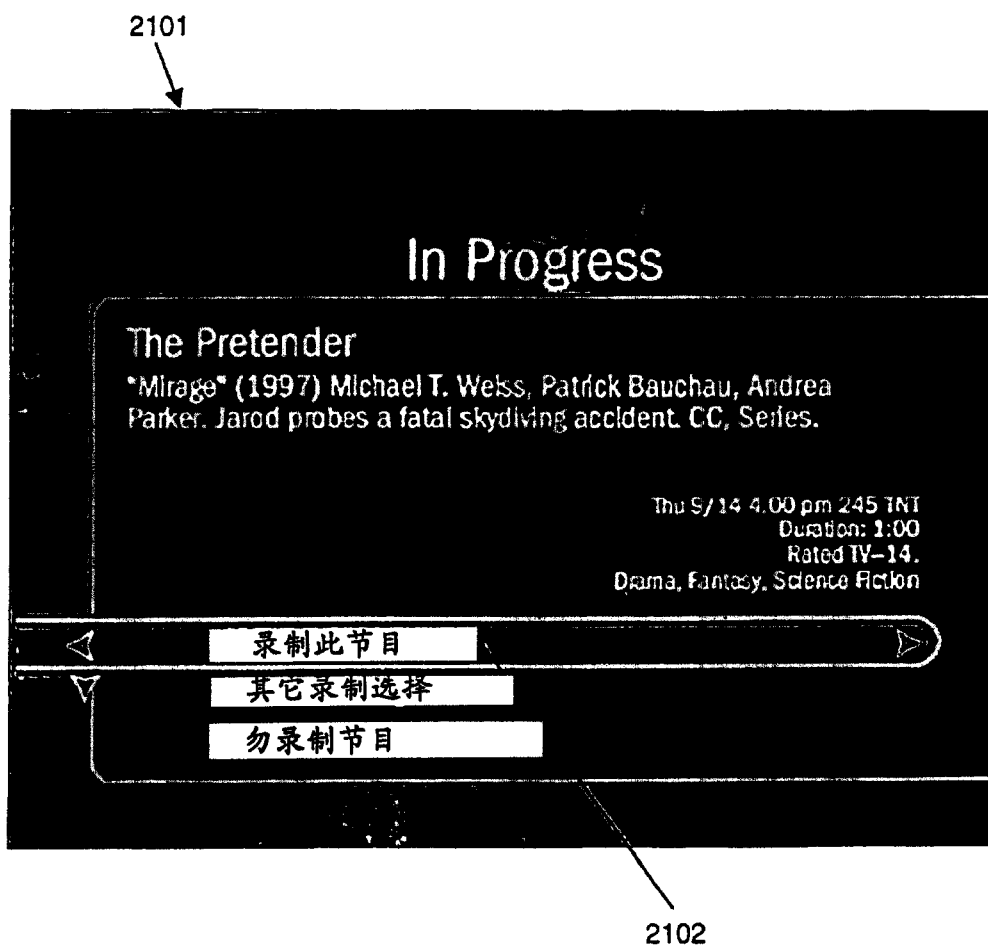 2101
In Progress
The Pretender
"Mirage" (1997) Michael T. Weiss, Patrick Bauchau, Andrea
Parker. Jarod probes a fatal skydiving accident. CC, Series.
Thu 9/14 4:00 pm 245 TNT
Duration: 1:00
Rated TV-14.
Drama, Fantasy, Science Fiction
录制此节目
其它录制选择
勿录制节目
2102